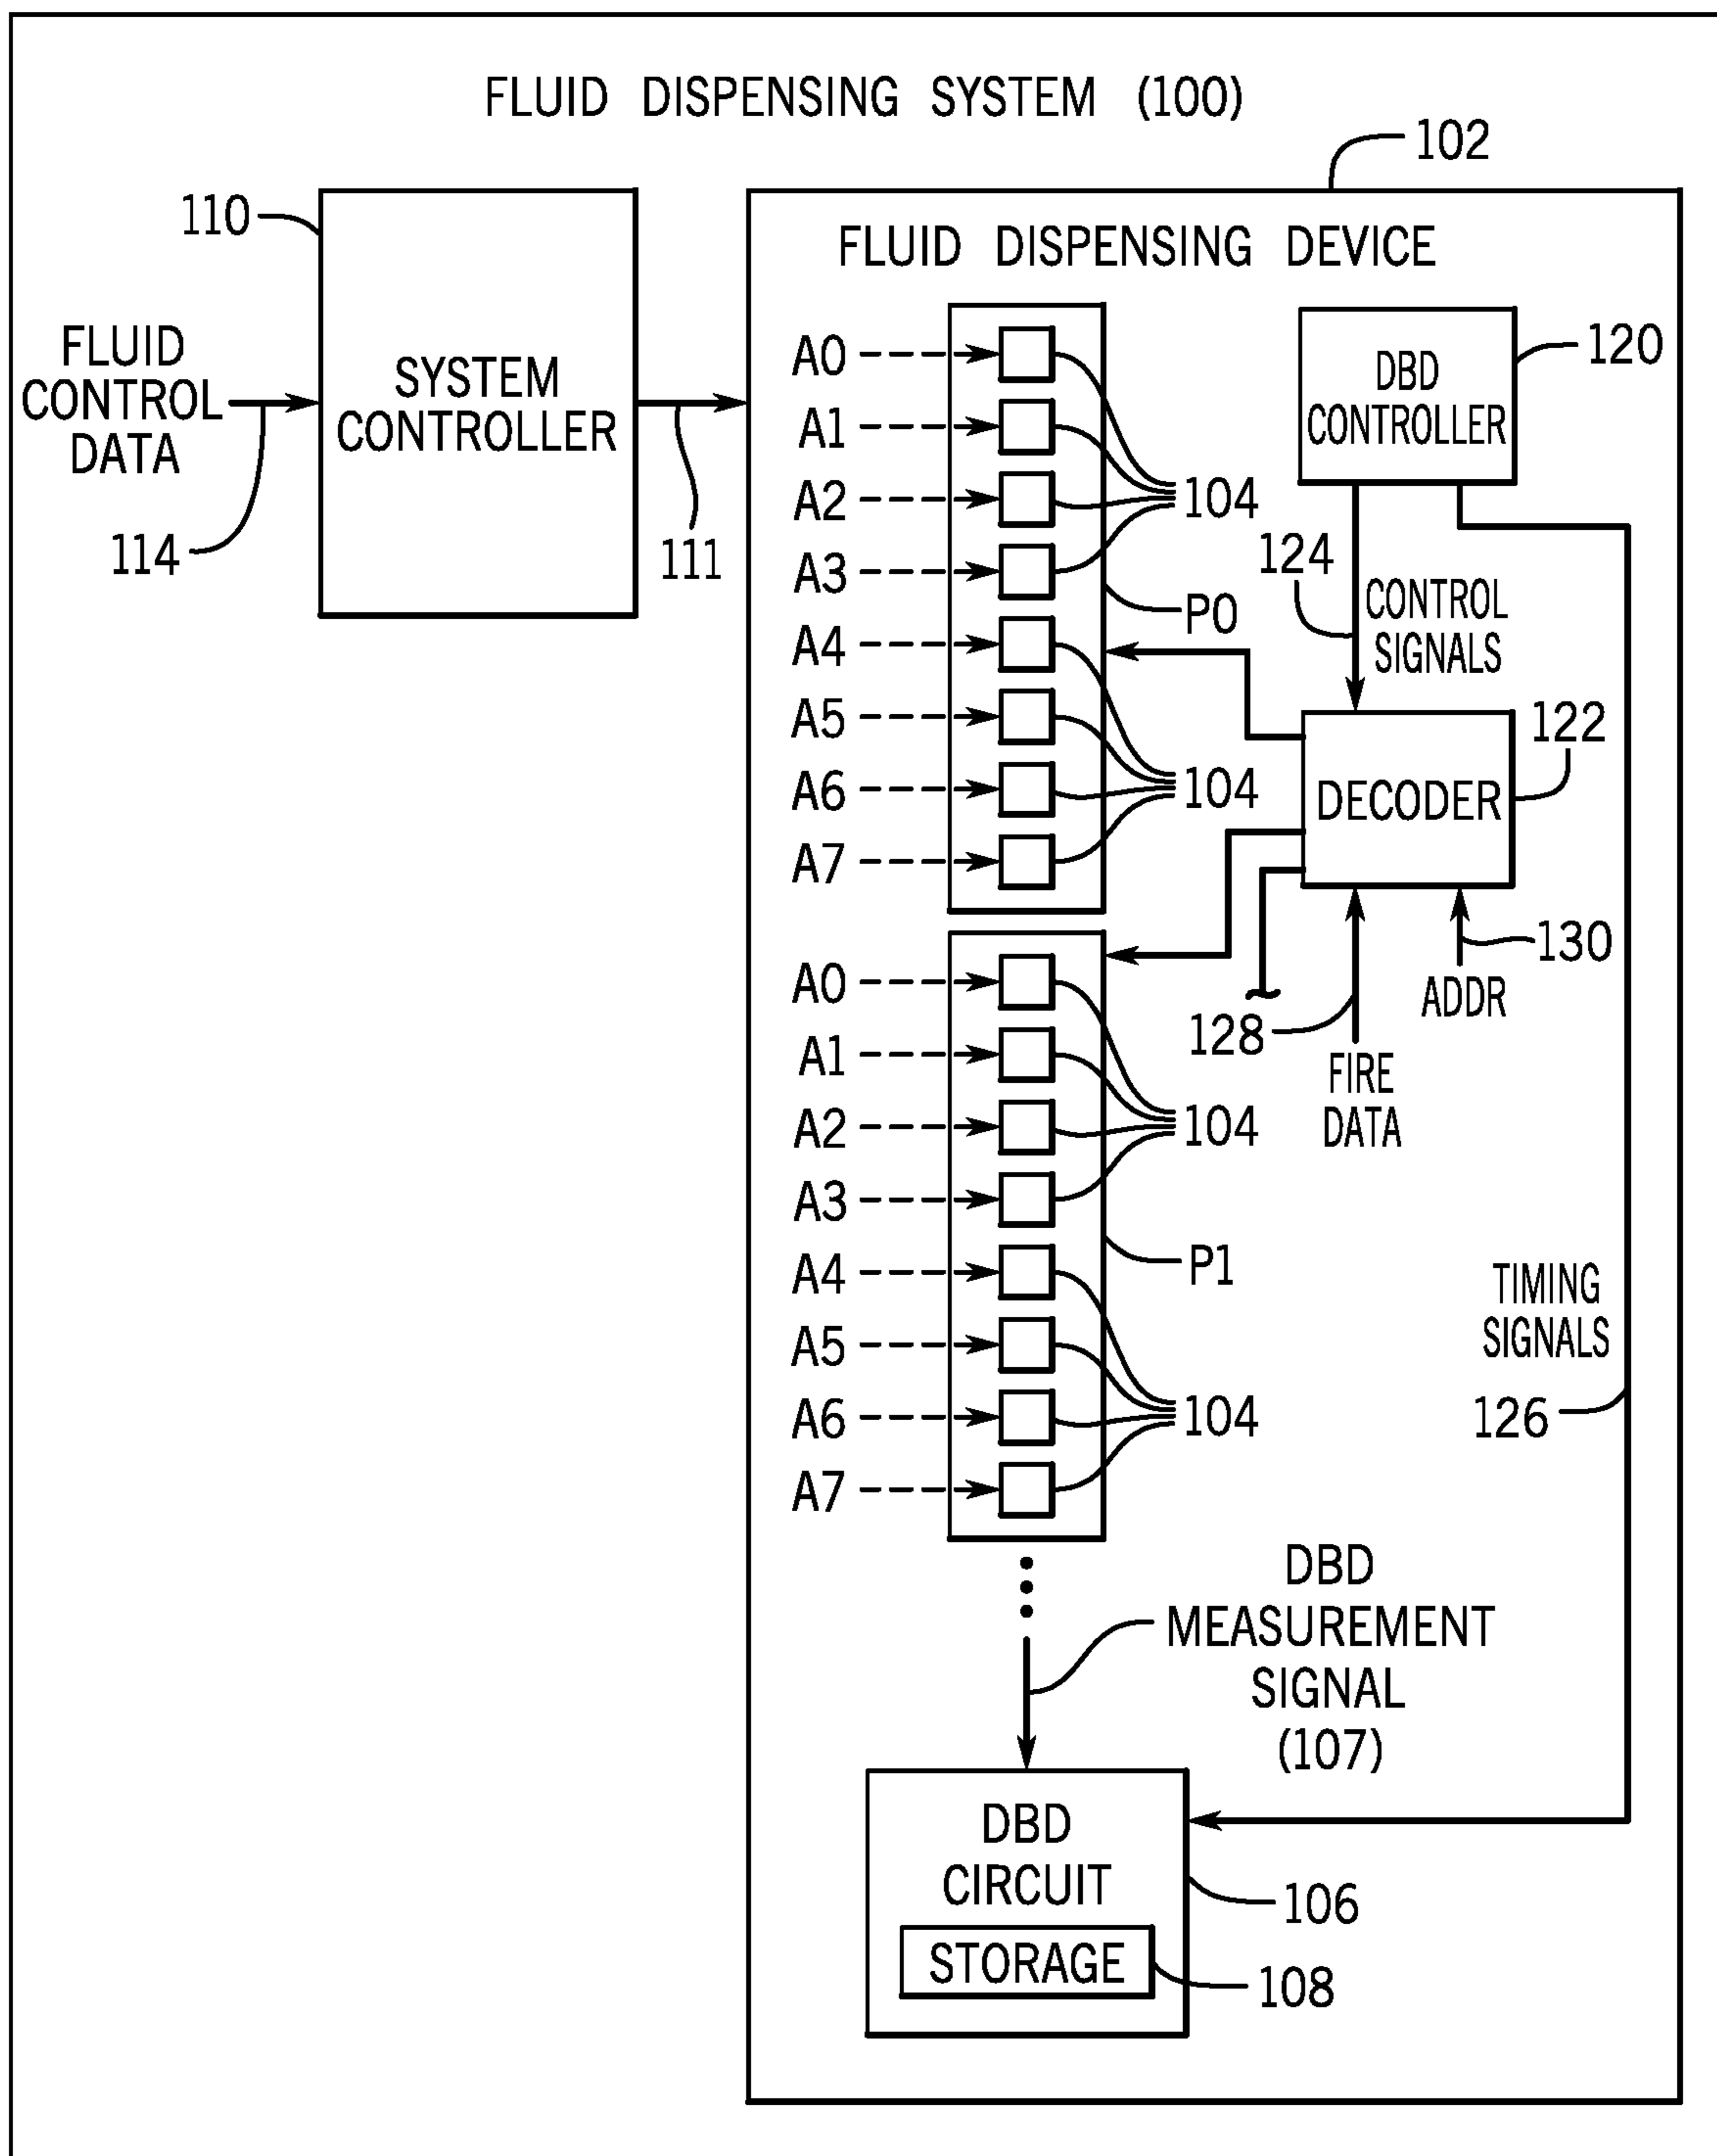 FLUID DISPENSING SYSTEM (100)
102
110
FLUID DISPENSING DEVICE
FLUID
CONTROL
DATA
114
SYSTEM
CONTROLLER
111
A0
A1
A2
A3
A4
A5
A6
A7
104
P0
104
DBD
CONTROLLER
120
124
CONTROL
SIGNALS
122
DECODER
130
ADDR
128
FIRE
DATA
A0
A1
A2
A3
A4
A5
A6
A7
104
P1
104
TIMING
SIGNALS
126
DBD
MEASUREMENT
SIGNAL
(107)
DBD
CIRCUIT
106
STORAGE
108